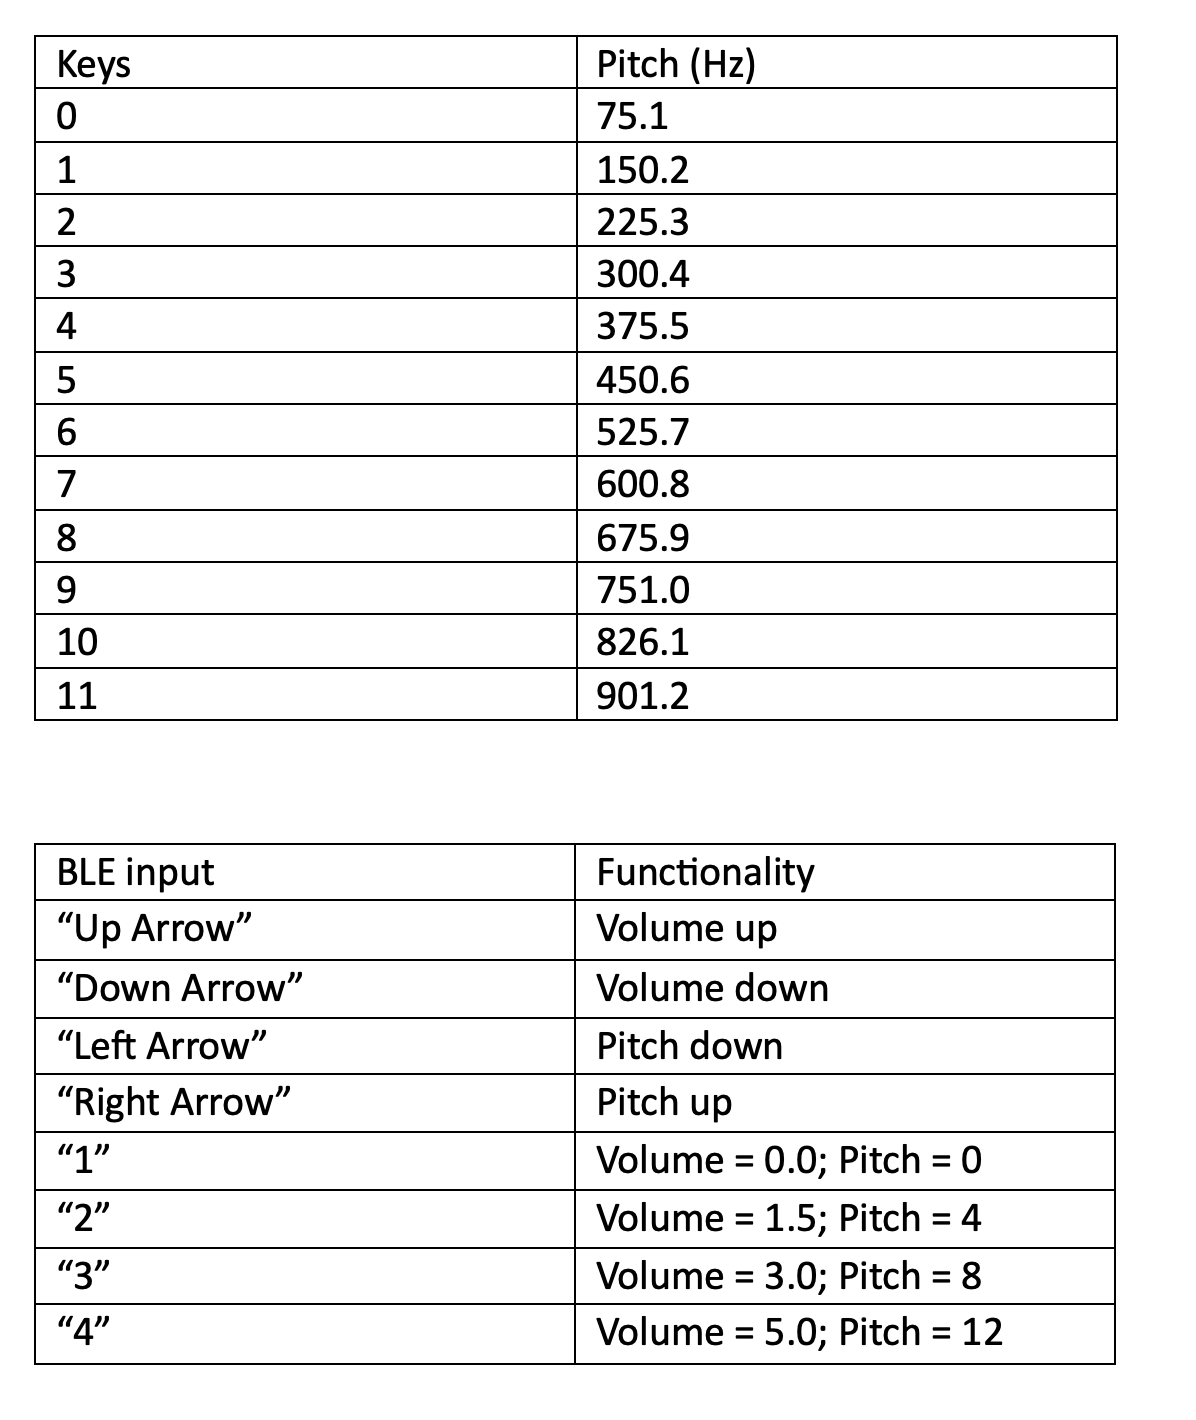 Keys Pitch (Hz)
0 75.1
1 150.2
2 225.3
3 300.4
4 375.5
5 450.6
6 525.7
7 600.8
8 675.9
9 751.0
10 826.1
11 901.2
BLE input Functionality
“Up Arrow” Volume up
“Down Arrow” Volume down
“Left Arrow” Pitch down
“Right Arrow” Pitch up
“1” Volume = 0.0; Pitch = 0
“2” Volume = 1.5; Pitch = 4
“3” Volume = 3.0; Pitch = 8
“4” Volume = 5.0; Pitch = 12